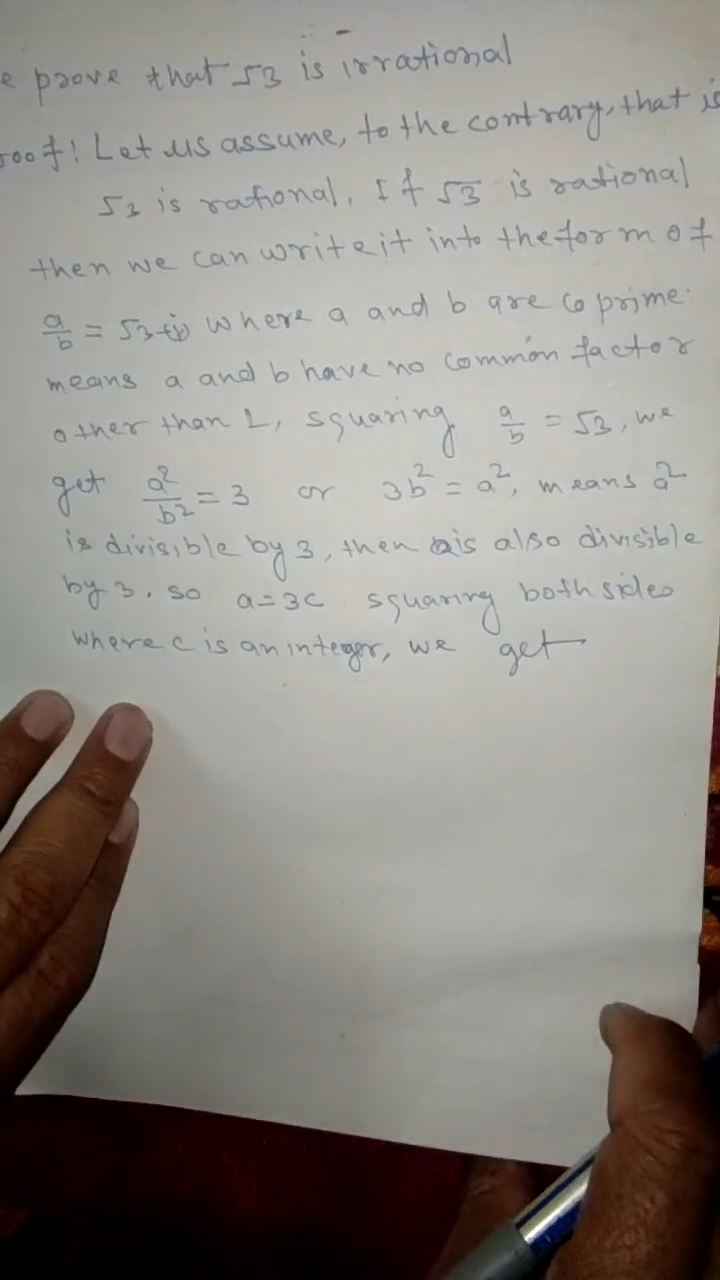 e prove that √3 is irrational
roof! Let us assume, to the contrary, that is
√3 is rational, If √3 is rational
then we can write it into the form of
a/b = √3 where a and b are coprime.
means a and b have no common factor
other than 1, squaring a/b = √3, we
get a²/b² = 3 or 3b² = a², means a²
is divisible by 3, then a is also divisible
by 3. so a=3c squaring both sides
where c is an integer, we get